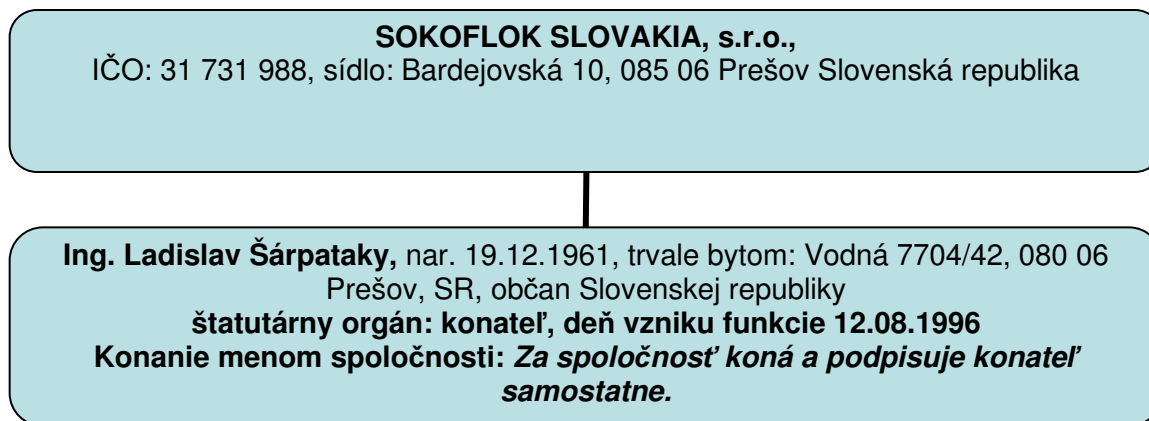 SOKOFLOK SLOVAKIA, s.r.o.,
IČO: 31 731 988, sídlo: Bardejovská 10, 085 06 Prešov Slovenská republika
Ing. Ladislav Šárpataky, nar. 19.12.1961, trvale bytom: Vodná 7704/42, 080 06
Prešov, SR, občan Slovenskej republiky
štatutárny orgán: konateľ, deň vzniku funkcie 12.08.1996
Konanie menom spoločnosti: Za spoločnosť koná a podpisuje konateľ
samostatne.